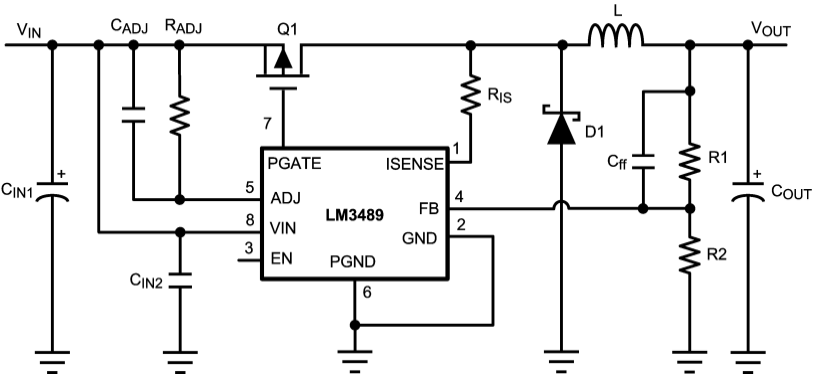 L
VIN
CADJ
RADJ
Q1
VOUT
RIS
7
1
D1
Cff
R1
PGATE
ISENSE
CIN1
+
5
ADJ
4
FB
+
COUT
8
VIN
LM3489
2
GND
3
EN
PGND
R2
CIN2
6